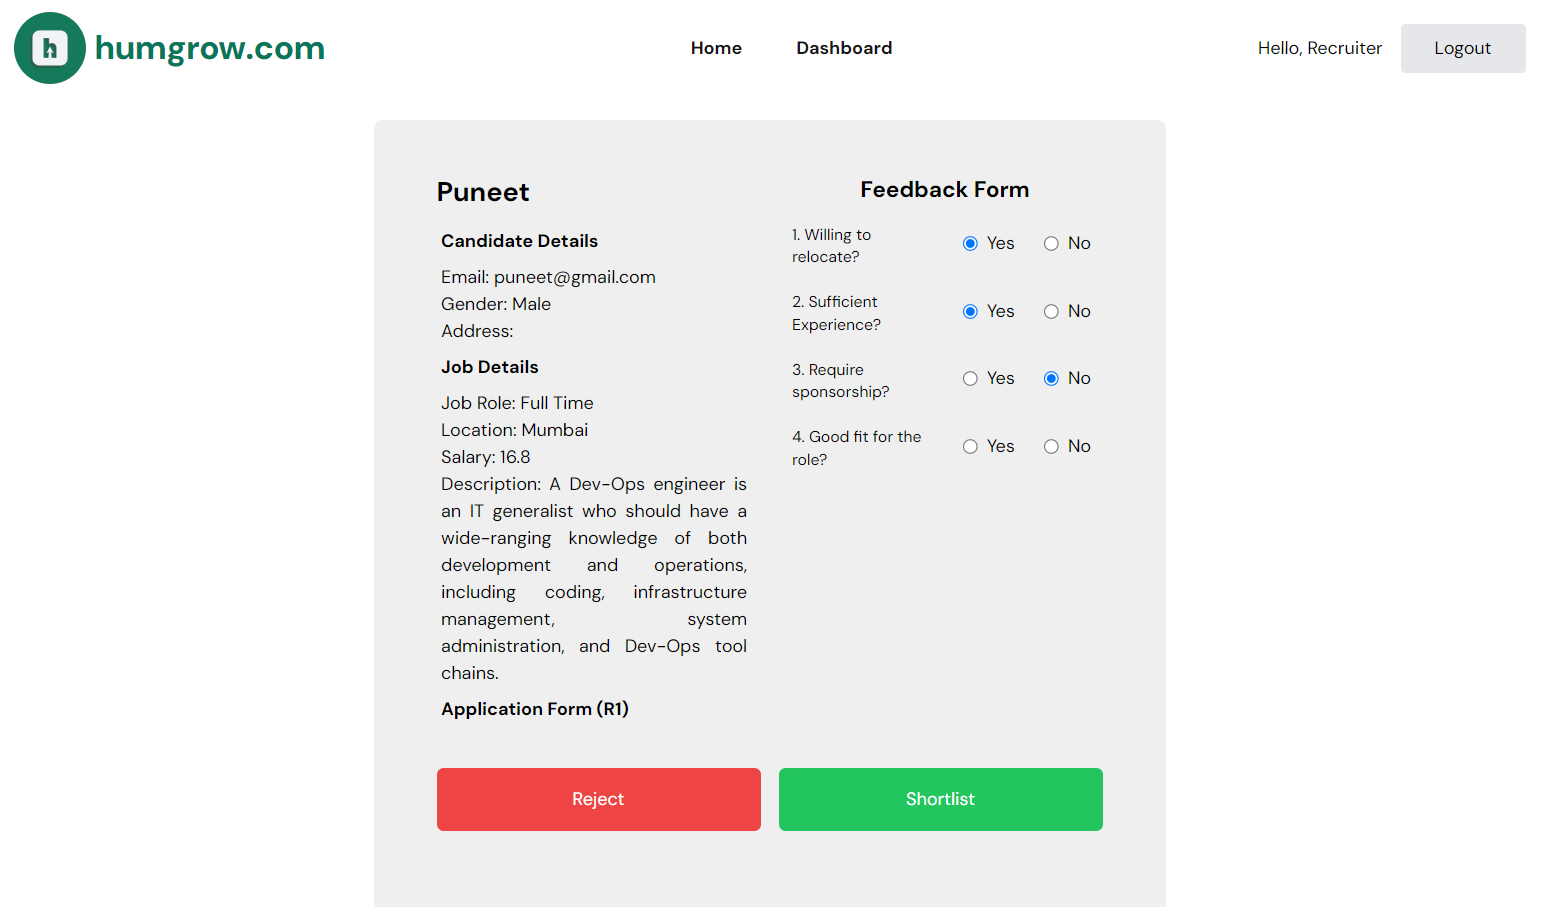 h humgrow.com
Home Dashboard
Hello, Recruiter Logout
Puneet
Candidate Details
Email: puneet@gmail.com
Gender: Male
Address:
Job Details
Job Role: Full Time
Location: Mumbai
Salary: 16.8
Description: A Dev-Ops engineer is
an IT generalist who should have a
wide-ranging knowledge of both
development and operations,
including coding, infrastructure
management, system
administration, and Dev-Ops tool
chains.
Application Form (R1)
Feedback Form
1. Willing to
relocate?
Yes No
2. Sufficient
Experience?
Yes No
3. Require
sponsorship?
Yes No
4. Good fit for the
role?
Yes No
Reject
Shortlist